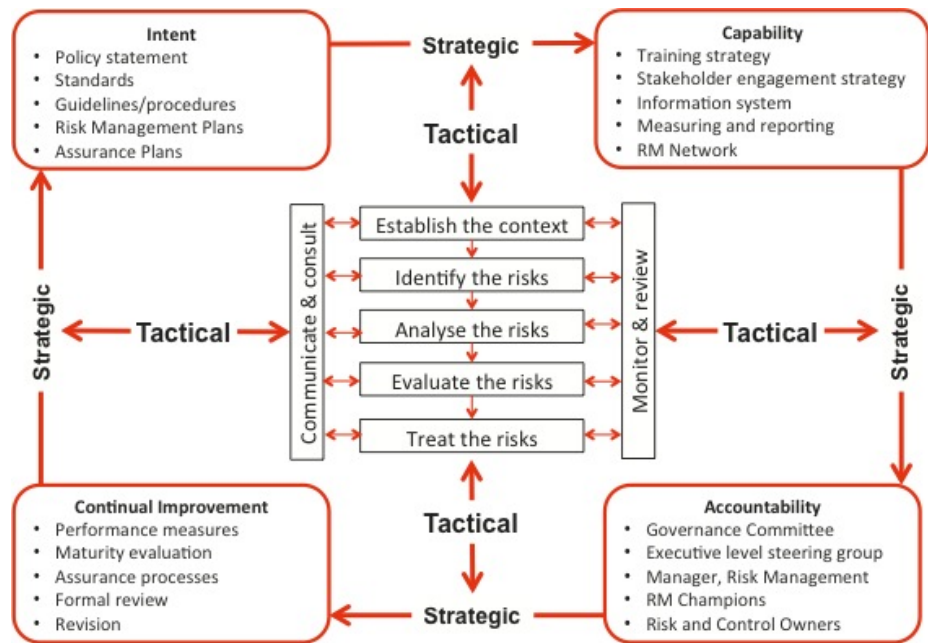 Intent
• Policy statement
• Standards
• Guidelines/procedures
• Risk Management Plans
• Assurance Plans
Strategic
Capability
• Training strategy
• Stakeholder engagement strategy
• Information system
• Measuring and reporting
• RM Network
Tactical
Strategic
Tactical
Communicate & consult
Establish the context
Identify the risks
Analyse the risks
Evaluate the risks
Treat the risks
Monitor & review
Tactical
Strategic
Tactical
Continual Improvement
• Performance measures
• Maturity evaluation
• Assurance processes
• Formal review
• Revision
Strategic
Accountability
• Governance Committee
• Executive level steering group
• Manager, Risk Management
• RM Champions
• Risk and Control Owners